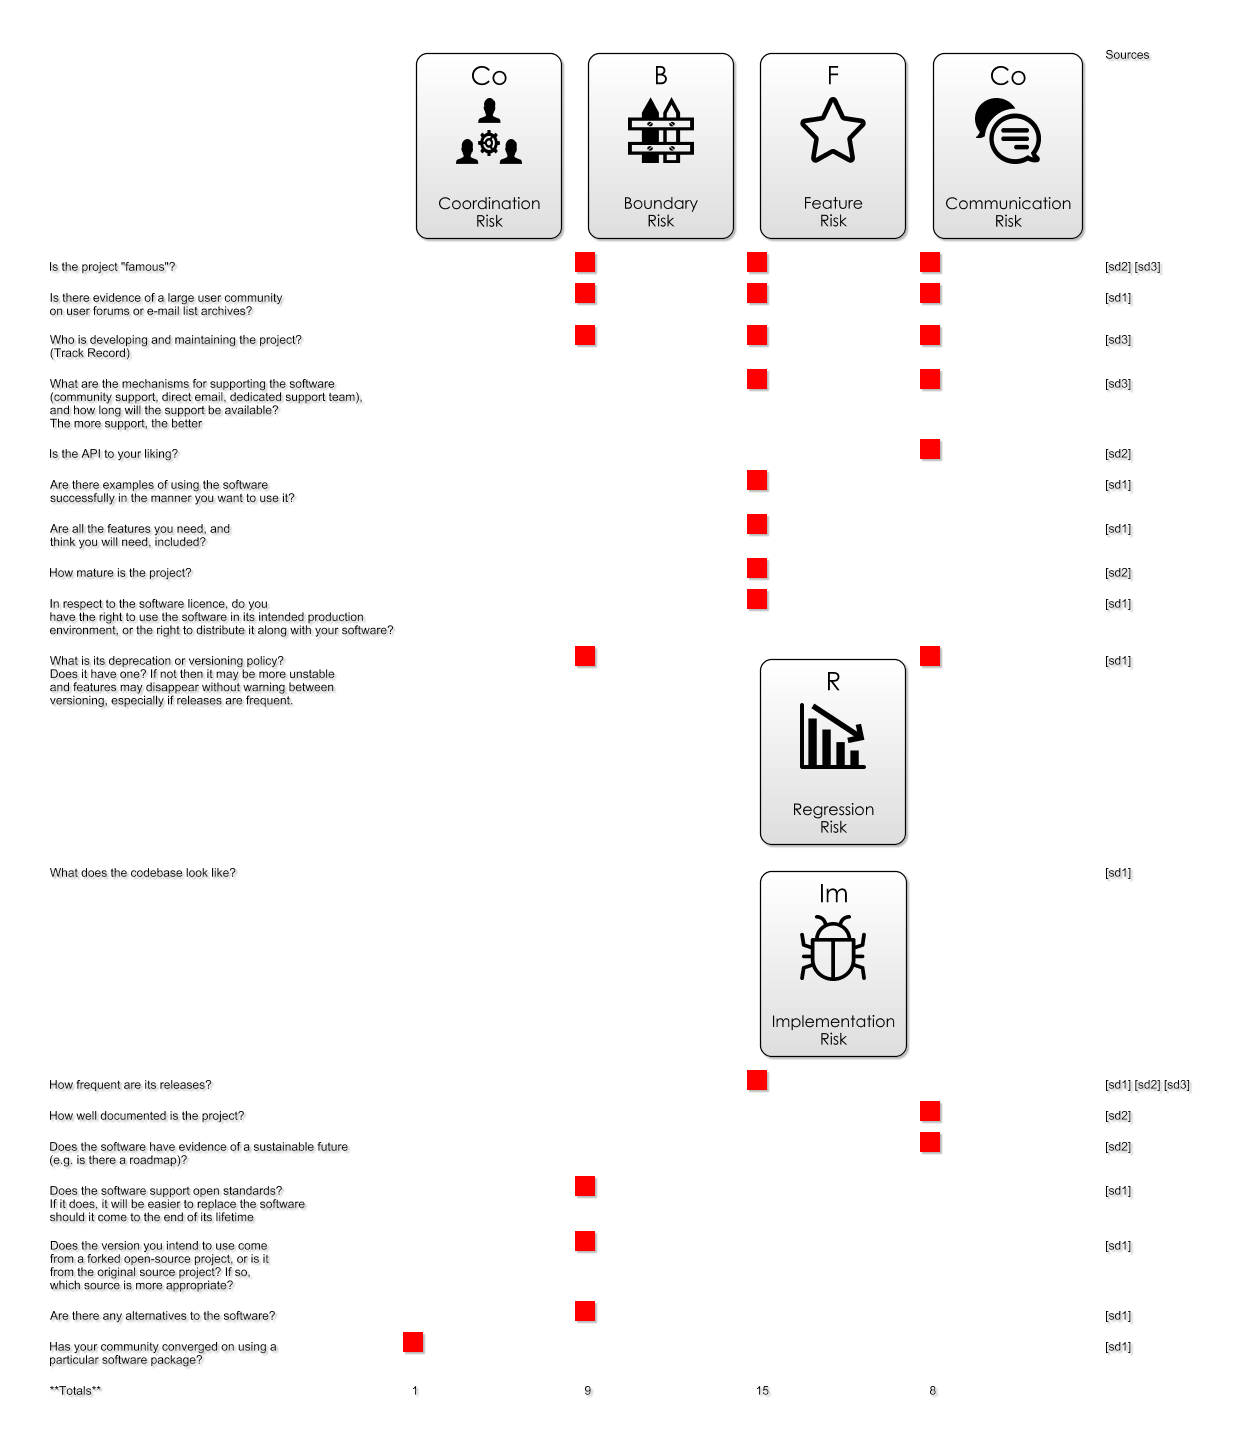 Sources
Co
B
F
Co
Coordination
Risk
Boundary
Risk
Feature
Risk
Communication
Risk
Is the project "famous"?
[sd2] [sd3]
Is there evidence of a large user community
on user forums or e-mail list archives?
[sd1]
Who is developing and maintaining the project?
(Track Record)
[sd3]
What are the mechanisms for supporting the software
(community support, direct email, dedicated support team),
and how long will the support be available?
The more support, the better
[sd3]
Is the API to your liking?
[sd2]
Are there examples of using the software
successfully in the manner you want to use it?
[sd1]
Are all the features you need, and
think you will need, included?
[sd1]
How mature is the project?
[sd2]
In respect to the software licence, do you
have the right to use the software in its intended production
environment, or the right to distribute it along with your software?
[sd1]
What is its deprecation or versioning policy?
Does it have one? If not then it may be more unstable
and features may disappear without warning between
versioning, especially if releases are frequent.
[sd1]
R
Regression
Risk
What does the codebase look like?
[sd1]
Im
Implementation
Risk
How frequent are its releases?
[sd1] [sd2] [sd3]
How well documented is the project?
[sd2]
Does the software have evidence of a sustainable future
(e.g. is there a roadmap)?
[sd2]
Does the software support open standards?
If it does, it will be easier to replace the software
should it come to the end of its lifetime
[sd1]
Does the version you intend to use come
from a forked open-source project, or is it
from the original source project? If so,
which source is more appropriate?
[sd1]
Are there any alternatives to the software?
[sd1]
Has your community converged on using a
particular software package?
[sd1]
**Totals** 1 9 15 8